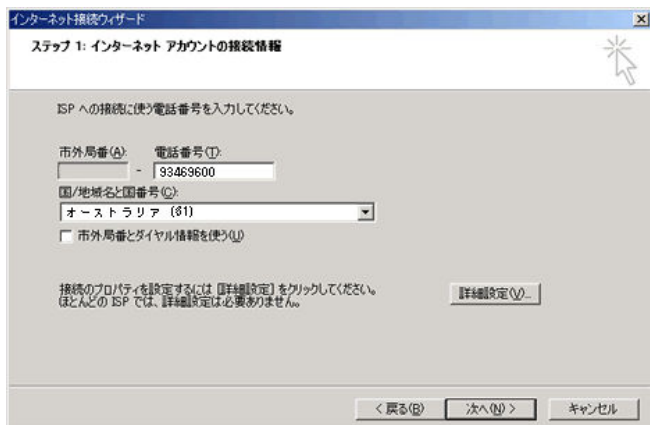 インターネット接続ウィザード
ステップ 1: インターネット アカウントの接続情報
ISP への接続に使う電話番号を入力してください。
市外局番(A): 電話番号(T):
- 93469600
国/地域名と国番号(C):
オーストラリア (61)
市外局番とダイヤル情報を使う(U)
接続のプロパティを設定するには [詳細設定] をクリックしてください。
ほとんどの ISP では、詳細設定は必要ありません。
詳細設定(V)...
< 戻る(B) 次へ(N) > キャンセル